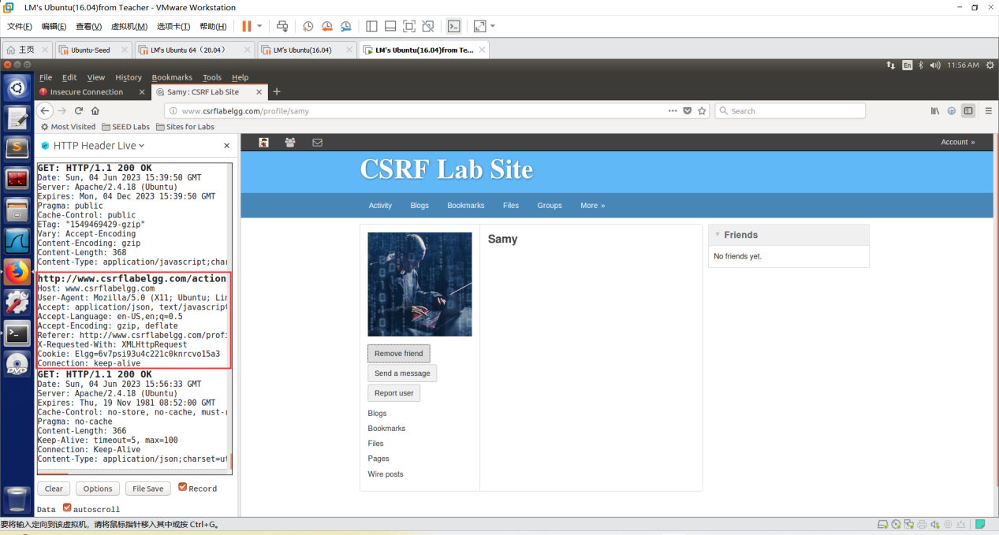 LM's Ubuntu(16.04)from Teacher - VMware Workstation
文件(F) 编辑(E) 查看(V) 虚拟机(M) 选项卡(T) 帮助(H)
主页 Ubuntu-Seed LM's Ubuntu 64（20.04） LM's Ubuntu(16.04) LM's Ubuntu(16.04)from Te...
En 11:56 AM
File Edit View History Bookmarks Tools Help
Insecure Connection Samy : CSRF Lab Site
www.csrflabelgg.com/profile/samy Search
Most Visited SEED Labs Sites for Labs
HTTP Header Live
Account »
GET: HTTP/1.1 200 OK
Date: Sun, 04 Jun 2023 15:39:50 GMT
Server: Apache/2.4.18 (Ubuntu)
Expires: Mon, 04 Dec 2023 15:39:50 GMT
Pragma: public
Cache-Control: public
ETag: "1549469429-gzip"
Vary: Accept-Encoding
Content-Encoding: gzip
Content-Length: 368
Content-Type: application/javascript;char
http://www.csrflabelgg.com/action
Host: www.csrflabelgg.com
User-Agent: Mozilla/5.0 (X11; Ubuntu; Lin
Accept: application/json, text/javascript
Accept-Language: en-US,en;q=0.5
Accept-Encoding: gzip, deflate
Referer: http://www.csrflabelgg.com/profi
X-Requested-With: XMLHttpRequest
Cookie: Elgg=6v7psi93u4c221c0knrcvo15a3
Connection: keep-alive
GET: HTTP/1.1 200 OK
Date: Sun, 04 Jun 2023 15:56:33 GMT
Server: Apache/2.4.18 (Ubuntu)
Expires: Thu, 19 Nov 1981 08:52:00 GMT
Cache-Control: no-store, no-cache, must-r
Pragma: no-cache
Content-Length: 366
Keep-Alive: timeout=5, max=100
Connection: Keep-Alive
Content-Type: application/json;charset=ut
Clear Options File Save Record
Data autoscroll
CSRF Lab Site
Activity Blogs Bookmarks Files Groups More »
Samy
Remove friend
Send a message
Report user
Blogs
Bookmarks
Files
Pages
Wire posts
Friends
No friends yet.
DVD
要将输入定向到该虚拟机，请将鼠标指针移入其中或按 Ctrl+G。